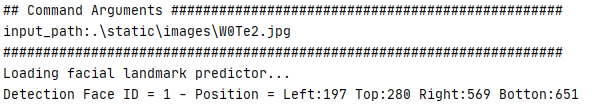 ## Command Arguments ##################################################
input_path:.\static\images\W0Te2.jpg
########################################################################
Loading facial landmark predictor...
Detection Face ID = 1 - Position = Left:197 Top:280 Right:569 Botton:651